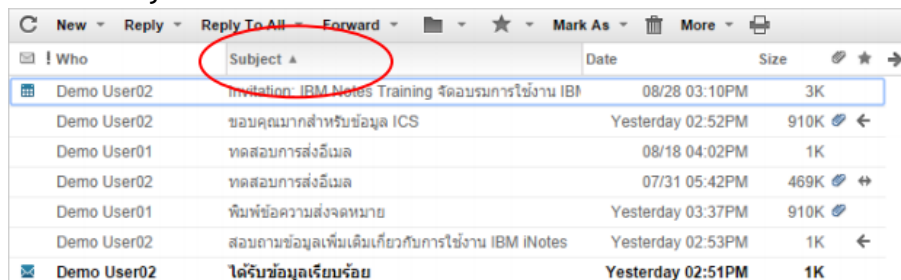 New Reply Reply To All Forward Mark As More
! Who Subject Date Size
Demo User02 Invitation: IBM Notes Training จัดอบรมการใช้งาน IBM 08/28 03:10PM 3K
Demo User02 ขอบคุณมากสำหรับข้อมูล ICS Yesterday 02:52PM 910K
Demo User01 ทดสอบการส่งอีเมล 08/18 04:02PM 1K
Demo User02 ทดสอบการส่งอีเมล 07/31 05:42PM 469K
Demo User01 พิมพ์ข้อความส่งจดหมาย Yesterday 03:37PM 910K
Demo User02 สอบถามข้อมูลเพิ่มเติมเกี่ยวกับการใช้งาน IBM iNotes Yesterday 02:53PM 1K
Demo User02 ได้รับข้อมูลเรียบร้อย Yesterday 02:51PM 1K